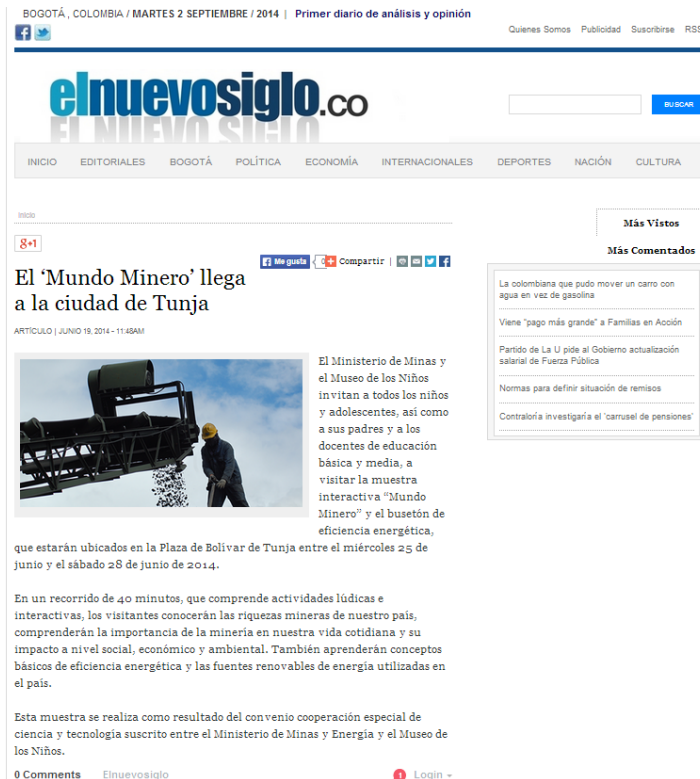 BOGOTÁ , COLOMBIA / MARTES 2 SEPTIEMBRE / 2014 | Primer diario de análisis y opinión
Quienes Somos Publicidad Suscribirse RSS
elnuevosiglo.co
BUSCAR
INICIO EDITORIALES BOGOTÁ POLÍTICA ECONOMÍA INTERNACIONALES DEPORTES NACIÓN CULTURA
Inicio
g+1
Me gusta 0 Compartir |
El ‘Mundo Minero’ llega
a la ciudad de Tunja
ARTÍCULO | JUNIO 19, 2014 - 11:48AM
El Ministerio de Minas y
el Museo de los Niños
invitan a todos los niños
y adolescentes, así como
a sus padres y a los
docentes de educación
básica y media, a
visitar la muestra
interactiva “Mundo
Minero” y el busetón de
eficiencia energética,
que estarán ubicados en la Plaza de Bolívar de Tunja entre el miércoles 25 de
junio y el sábado 28 de junio de 2014.
En un recorrido de 40 minutos, que comprende actividades lúdicas e
interactivas, los visitantes conocerán las riquezas mineras de nuestro país,
comprenderán la importancia de la minería en nuestra vida cotidiana y su
impacto a nivel social, económico y ambiental. También aprenderán conceptos
básicos de eficiencia energética y las fuentes renovables de energía utilizadas en
el país.
Esta muestra se realiza como resultado del convenio cooperación especial de
ciencia y tecnología suscrito entre el Ministerio de Minas y Energía y el Museo de
los Niños.
0 Comments Elnuevosiglo 1 Login
Más Vistos
Más Comentados
La colombiana que pudo mover un carro con
agua en vez de gasolina
Viene "pago más grande" a Familias en Acción
Partido de La U pide al Gobierno actualización
salarial de Fuerza Pública
Normas para definir situación de remisos
Contraloría investigaría el 'carrusel de pensiones'